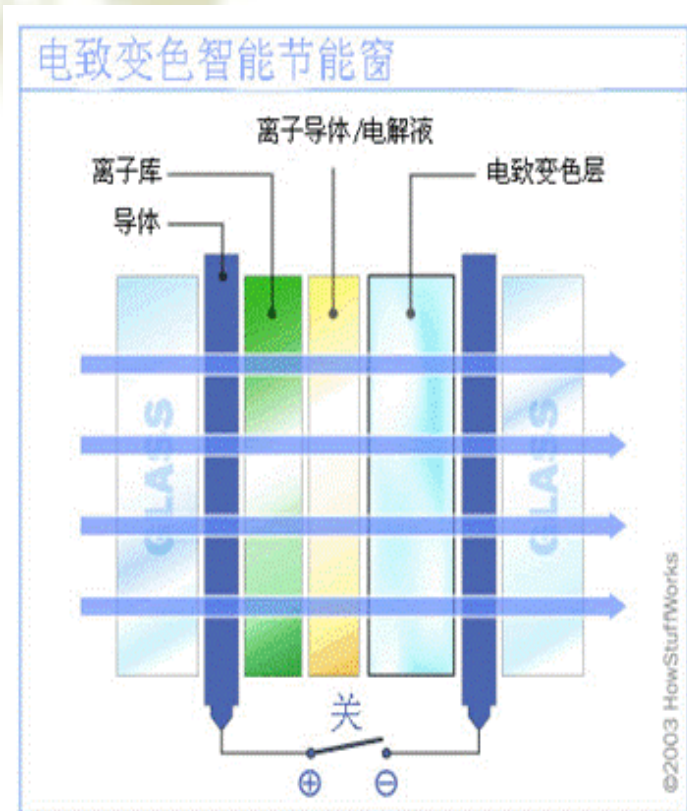 电致变色智能节能窗
离子导体/电解液
离子库
电致变色层
导体
GLASS
GLASS
关
⊕ ⊖
©2003 HowStuffWorks